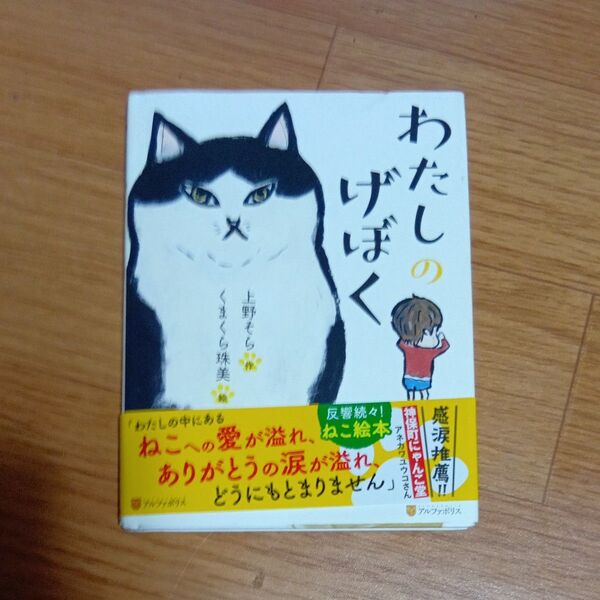 わたしの
げぼく
上野そら 作
くまくら珠美 絵
「わたしの中にある
ねこへの愛が溢れ、
ありがとうの涙が溢れ、
どうにもとまりません」
反響続々!
ねこ絵本
神保町にゃんこ堂
アネカワユウコさん
感涙推薦!!
アルファポリス
アルファポリス